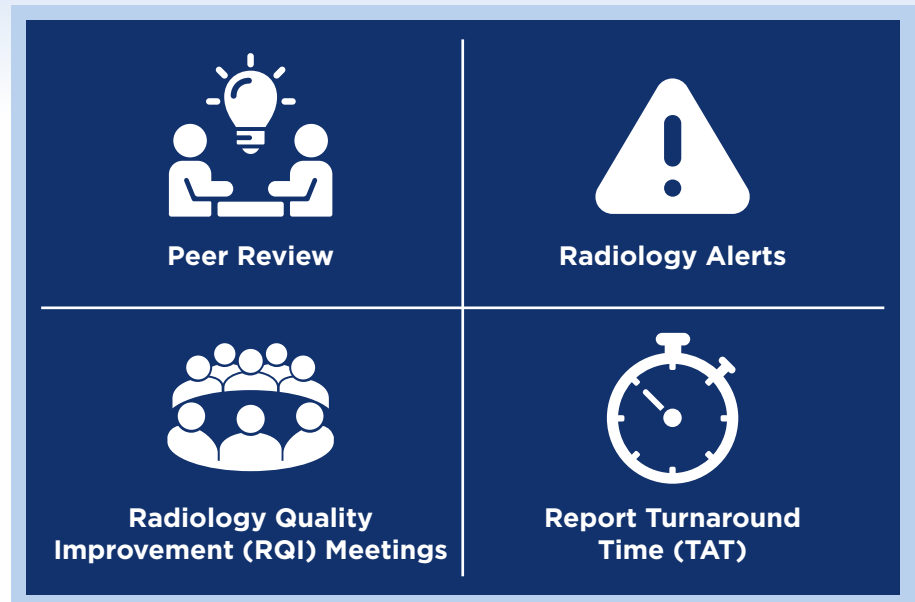 Peer Review
Radiology Alerts
Radiology Quality
Improvement (RQI) Meetings
Report Turnaround
Time (TAT)